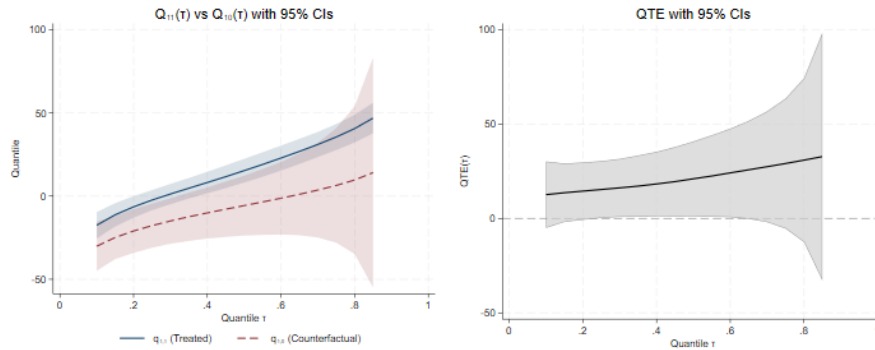 Q₁₁(τ) vs Q₁₀(τ) with 95% CIs
100
50
0
-50
Quantile
0
.2
.4
.6
.8
1
Quantile τ
q₁,₁ (Treated)
q₁,₀ (Counterfactual)
QTE with 95% CIs
100
50
0
-50
QTE(τ)
0
.2
.4
.6
.8
Quantile τ